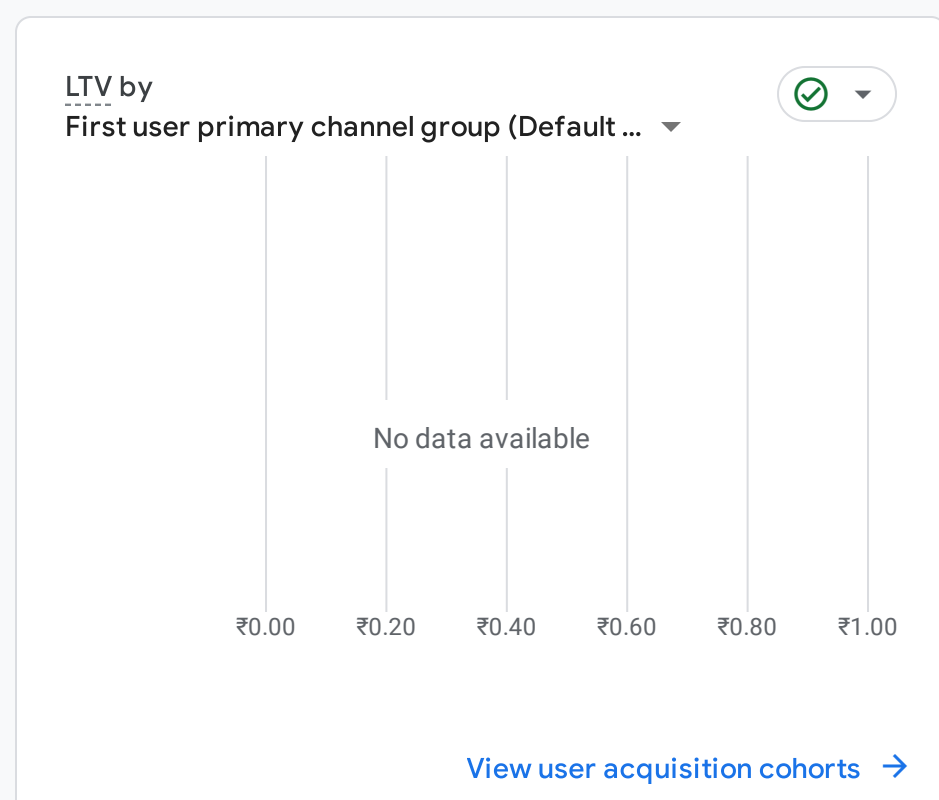 LTV by
First user primary channel group (Default ...
No data available
₹0.00 ₹0.20 ₹0.40 ₹0.60 ₹0.80 ₹1.00
View user acquisition cohorts